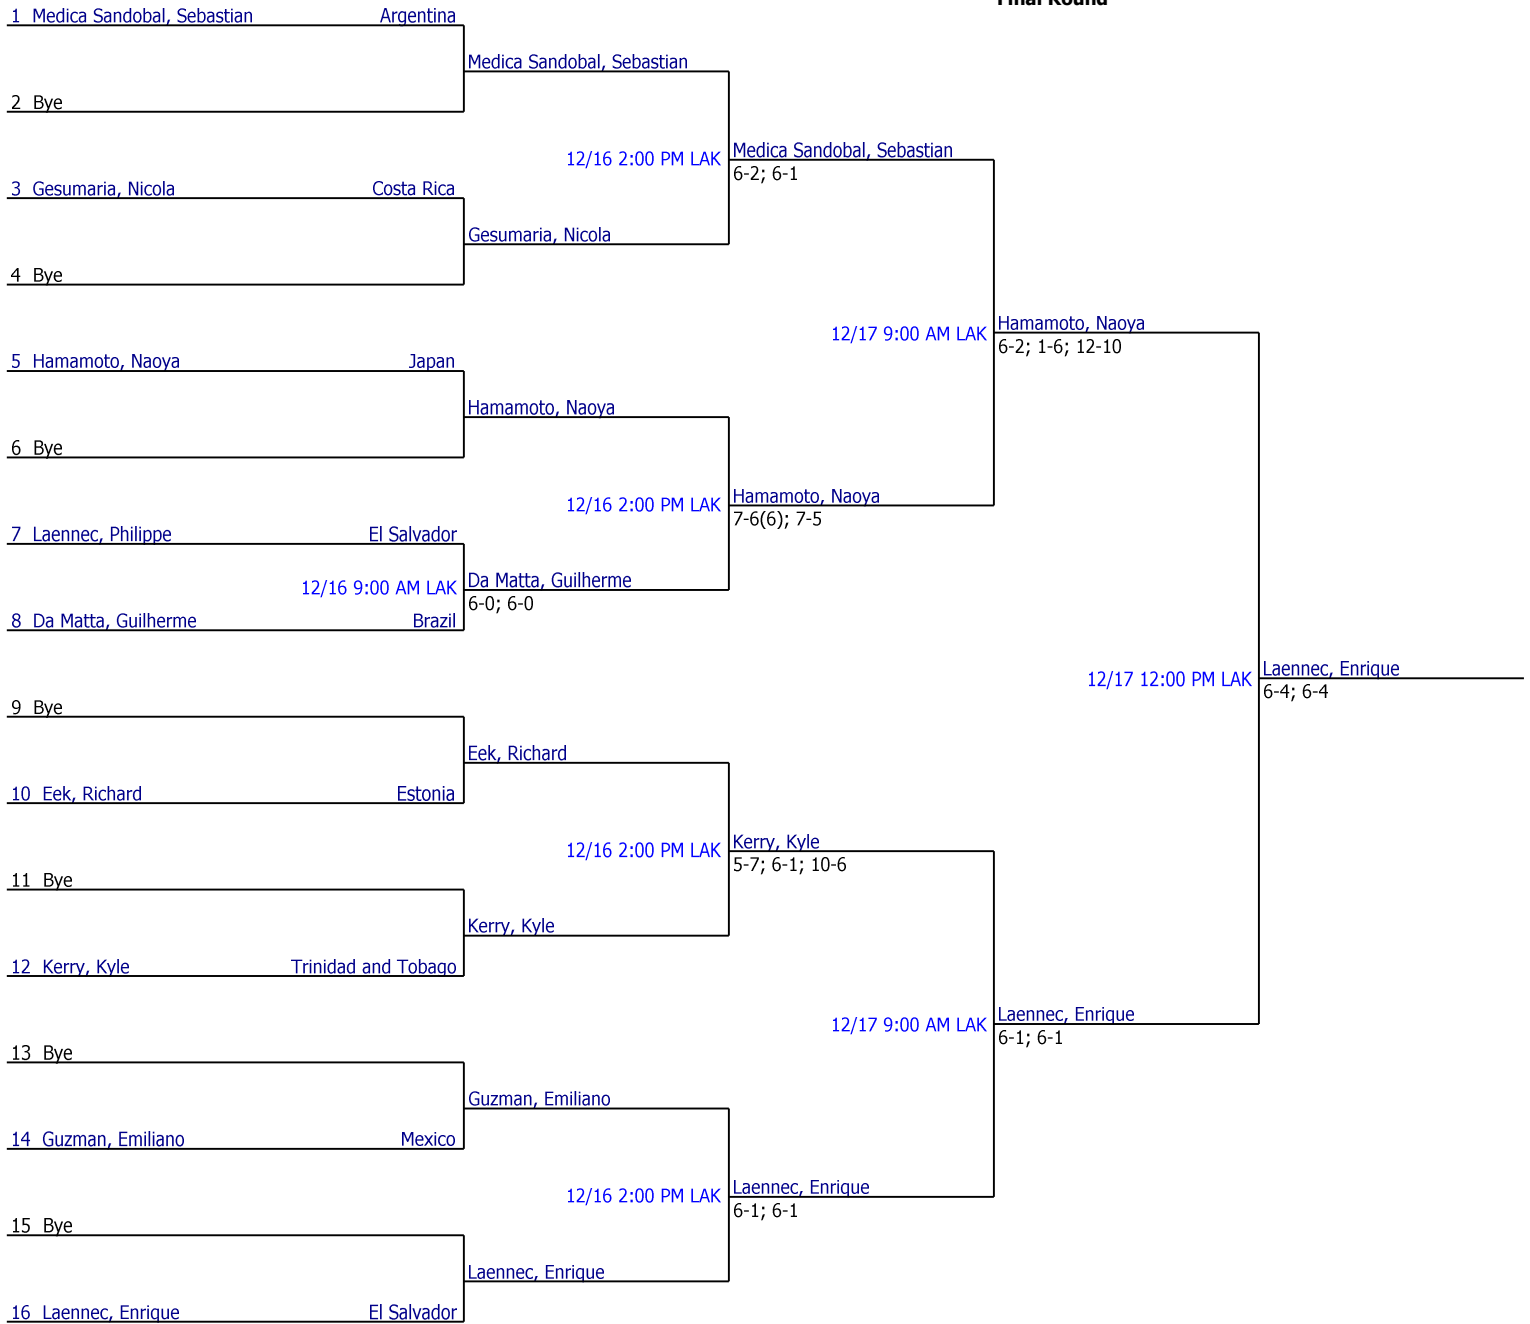 Final Round
1 Medica Sandobal, Sebastian Argentina
Medica Sandobal, Sebastian
2 Bye
12/16 2:00 PM LAK Medica Sandobal, Sebastian
6-2; 6-1
3 Gesumaria, Nicola Costa Rica
Gesumaria, Nicola
4 Bye
12/17 9:00 AM LAK Hamamoto, Naoya
6-2; 1-6; 12-10
5 Hamamoto, Naoya Japan
Hamamoto, Naoya
6 Bye
12/16 2:00 PM LAK Hamamoto, Naoya
7-6(6); 7-5
7 Laennec, Philippe El Salvador
12/16 9:00 AM LAK Da Matta, Guilherme
6-0; 6-0
8 Da Matta, Guilherme Brazil
12/17 12:00 PM LAK Laennec, Enrique
6-4; 6-4
9 Bye
Eek, Richard
10 Eek, Richard Estonia
12/16 2:00 PM LAK Kerry, Kyle
5-7; 6-1; 10-6
11 Bye
Kerry, Kyle
12 Kerry, Kyle Trinidad and Tobago
12/17 9:00 AM LAK Laennec, Enrique
6-1; 6-1
13 Bye
Guzman, Emiliano
14 Guzman, Emiliano Mexico
12/16 2:00 PM LAK Laennec, Enrique
6-1; 6-1
15 Bye
Laennec, Enrique
16 Laennec, Enrique El Salvador